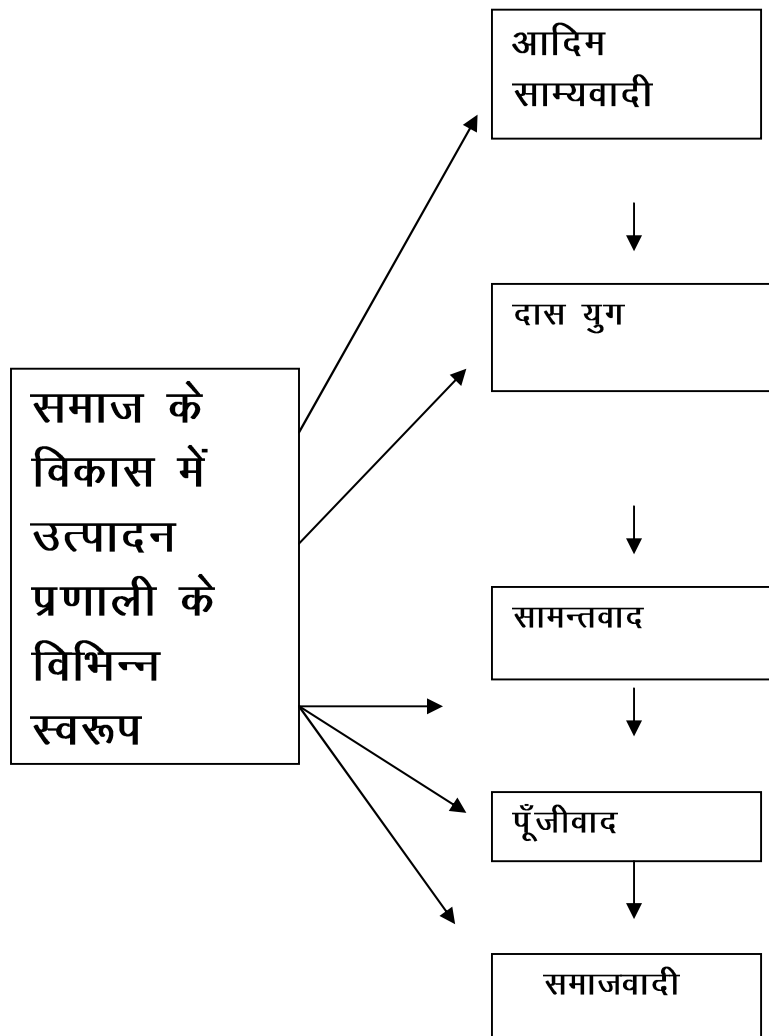 आदिम
साम्यवादी
दास युग
समाज के
विकास में
उत्पादन
प्रणाली के
विभिन्न
स्वरूप
सामन्तवाद
पूँजीवाद
समाजवादी